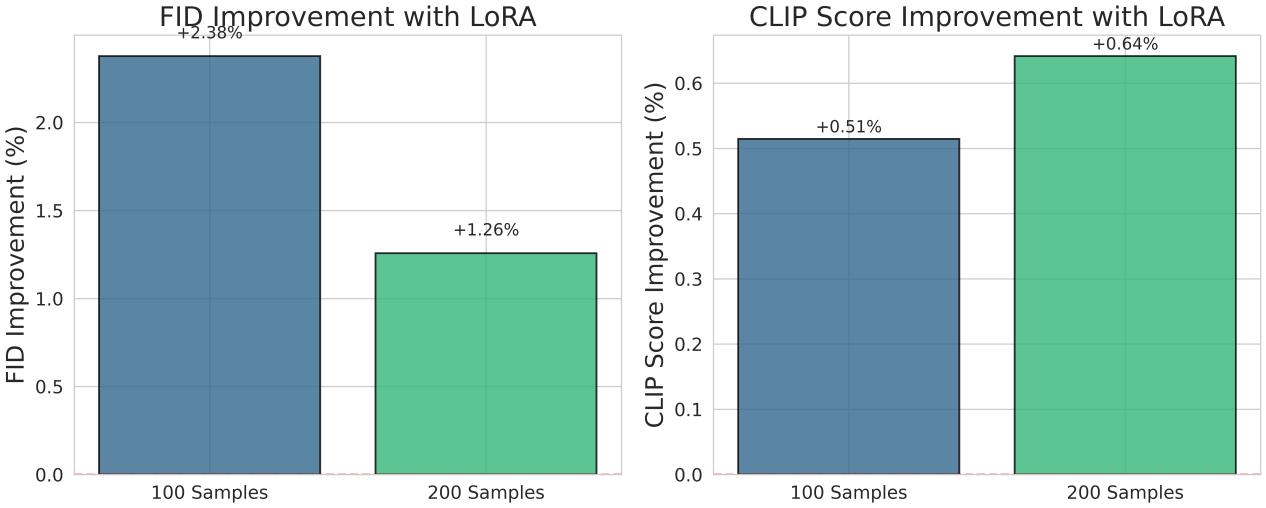 FID Improvement with LoRA
+2.38%
+1.26%
FID Improvement (%)
2.0
1.5
1.0
0.5
0.0
100 Samples
200 Samples
CLIP Score Improvement with LoRA
+0.64%
+0.51%
CLIP Score Improvement (%)
0.6
0.5
0.4
0.3
0.2
0.1
0.0
100 Samples
200 Samples